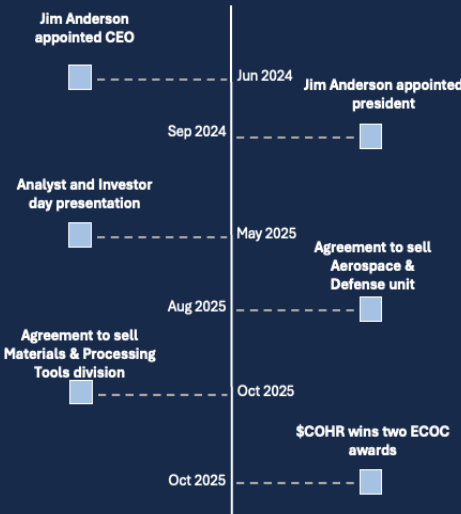 Jim Anderson
appointed CEO
Jun 2024
Jim Anderson appointed
president
Sep 2024
Analyst and Investor
day presentation
May 2025
Agreement to sell
Aerospace &
Defense unit
Aug 2025
Agreement to sell
Materials & Processing
Tools division
Oct 2025
$COHR wins two ECOC
awards
Oct 2025